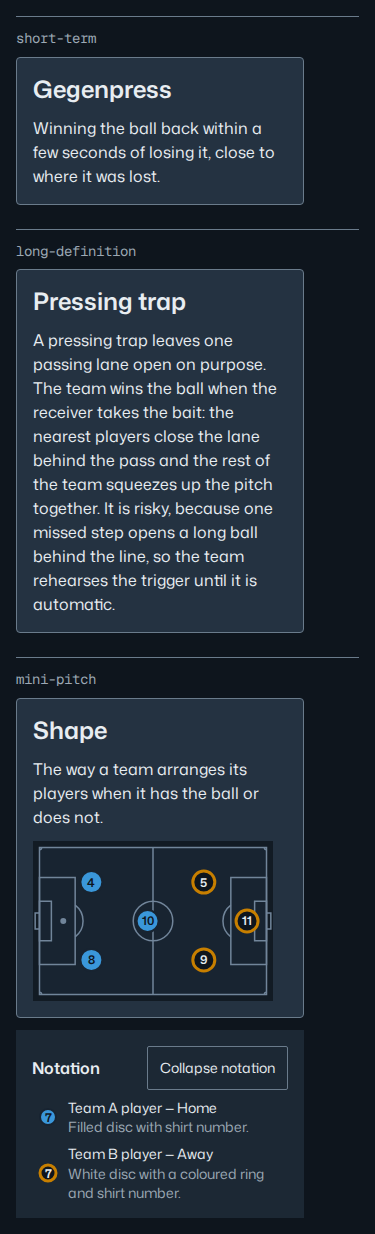 short-term
Gegenpress
Winning the ball back within a
few seconds of losing it, close to
where it was lost.
long-definition
Pressing trap
A pressing trap leaves one
passing lane open on purpose.
The team wins the ball when the
receiver takes the bait: the
nearest players close the lane
behind the pass and the rest of
the team squeezes up the pitch
together. It is risky, because one
missed step opens a long ball
behind the line, so the team
rehearses the trigger until it is
automatic.
mini-pitch
Shape
The way a team arranges its
players when it has the ball or
does not.
4 5
10 11
8 9
Notation Collapse notation
7 Team A player – Home
Filled disc with shirt number.
7 Team B player – Away
White disc with a coloured ring
and shirt number.